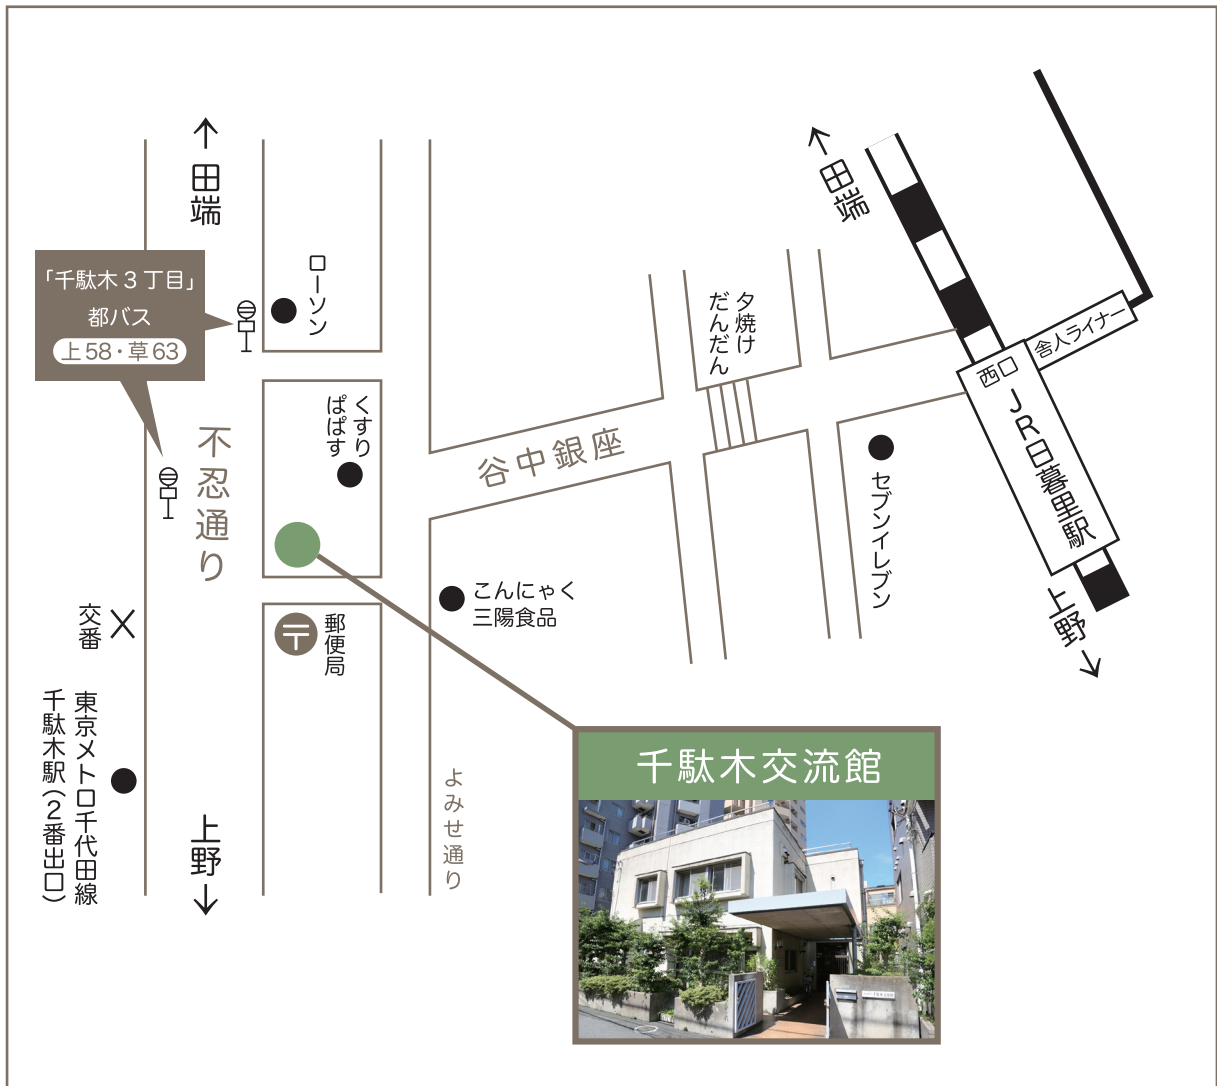 ↑
田端
↑
田端
「千駄木3丁目」
都バス
上58・草63
ローソン
夕焼け
だんだん
舎人ライナー
西口
JR日暮里駅
くすり
ぱぱす
不忍通り
谷中銀座
セブンイレブン
こんにゃく
三陽食品
交番
〒
郵便局
上野
↓
東京メトロ千代田線
千駄木駅(2番出口)
上野
↓
よみせ通り
千駄木交流館